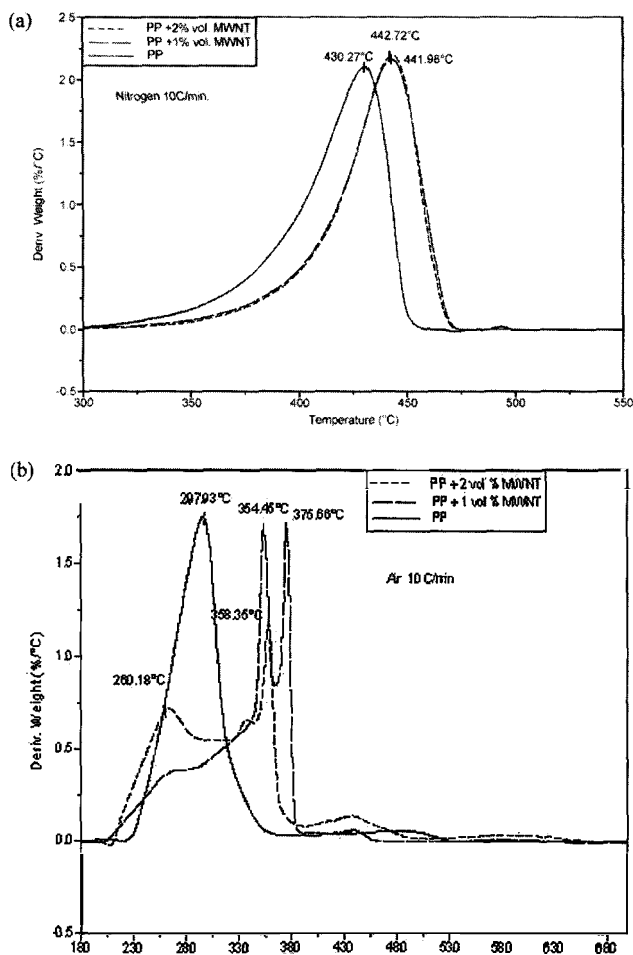 (a)
PP +2% vol. MWNT
PP +1% vol. MWNT
PP
Nitrogen 10C/min.
442.72°C
430.27°C
441.98°C
Deriv. Weight (%/°C)
2.5
2.0
1.5
1.0
0.5
0.0
-0.5
300 400 450 500 550
Temperature (°C)
(b)
PP + 2 vol % MWNT
PP + 1 vol % MWNT
PP
Air 10 C/min
297.93°C
354.45°C
375.66°C
358.35°C
260.18°C
Deriv. Weight (%/°C)
2.0
1.5
1.0
0.5
0.0
-0.5
180 230 280 330 380 430 480 530 580 630 680